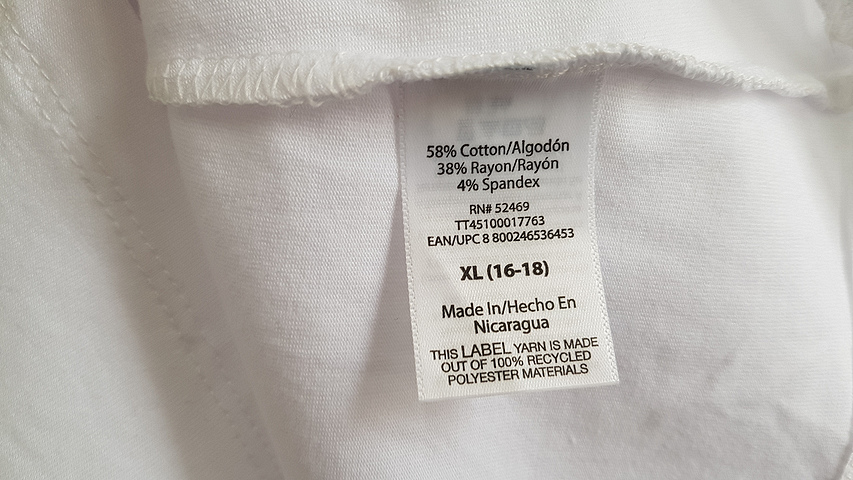 58% Cotton/Algodón
38% Rayon/Rayón
4% Spandex
RN# 52469
TT45100017763
EAN/UPC 8 800246536453
XL (16-18)
Made In/Hecho En
Nicaragua
THIS LABEL YARN IS MADE
OUT OF 100% RECYCLED
POLYESTER MATERIALS